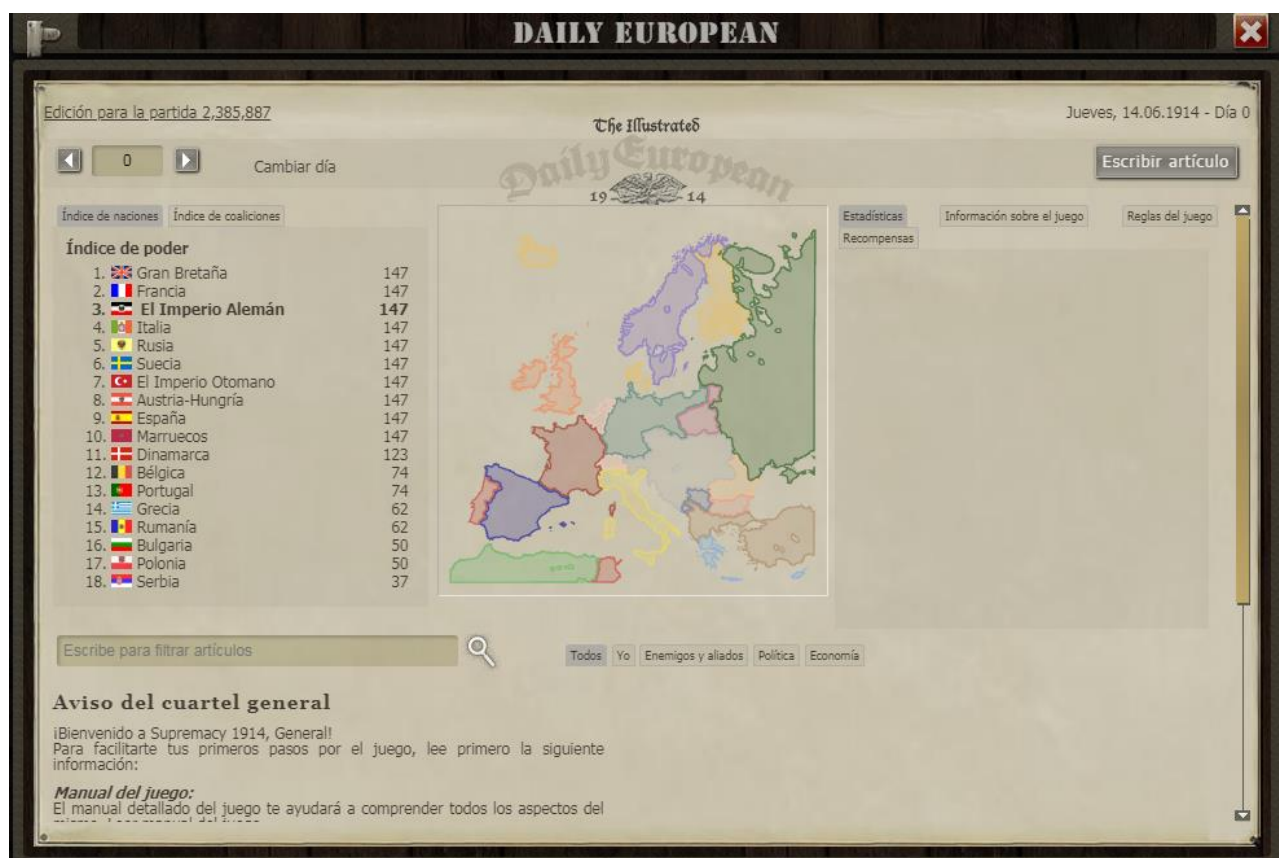 DAILY EUROPEAN
Edición para la partida 2,385,887
Jueves, 14.06.1914 - Día 0
The Illustrated
Daily European
19 14
0
Cambiar día
Escribir artículo
Índice de naciones
Índice de coaliciones
Índice de poder
1. Gran Bretaña 147
2. Francia 147
3. El Imperio Alemán 147
4. Italia 147
5. Rusia 147
6. Suecia 147
7. El Imperio Otomano 147
8. Austria-Hungría 147
9. España 147
10. Marruecos 147
11. Dinamarca 123
12. Bélgica 74
13. Portugal 74
14. Grecia 62
15. Rumanía 62
16. Bulgaria 50
17. Polonia 50
18. Serbia 37
Estadísticas
Información sobre el juego
Reglas del juego
Recompensas
Escribe para filtrar artículos
Todos
Yo
Enemigos y aliados
Política
Economía
Aviso del cuartel general
¡Bienvenido a Supremacy 1914, General!
Para facilitarte tus primeros pasos por el juego, lee primero la siguiente
información:
Manual del juego:
El manual detallado del juego te ayudará a comprender todos los aspectos del